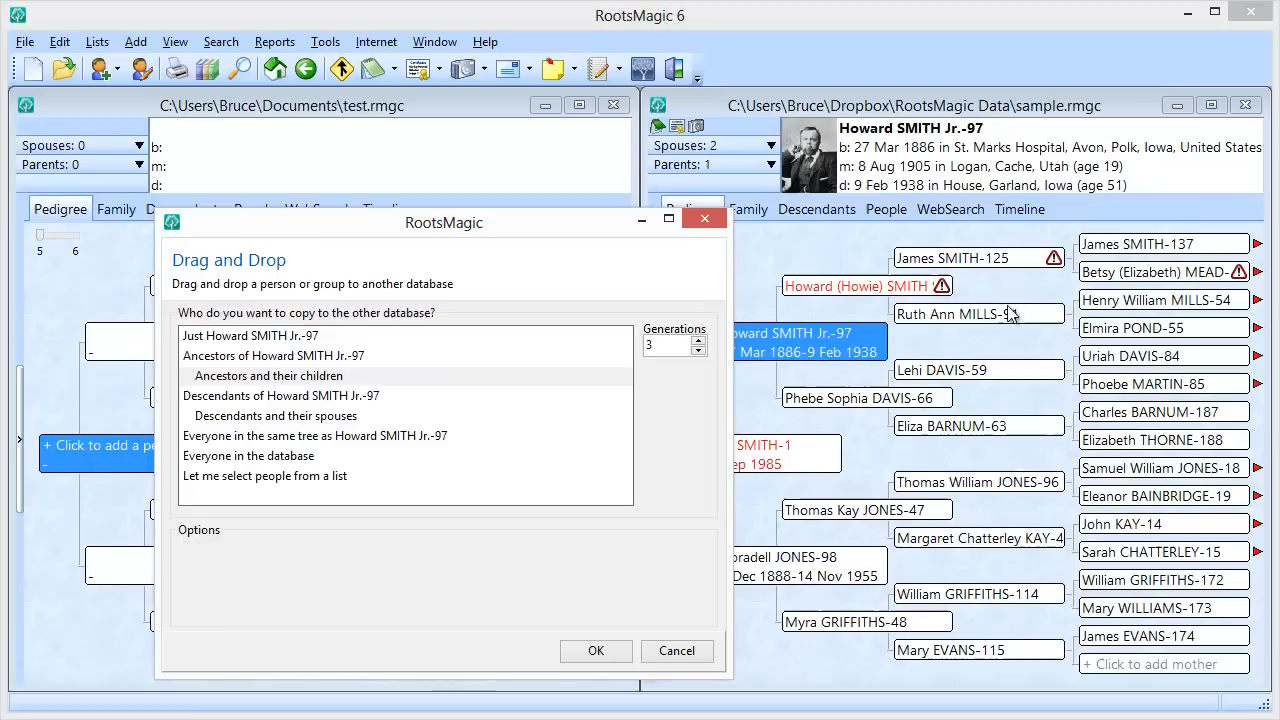 RootsMagic 6
File Edit Lists Add View Search Reports Tools Internet Window Help
C:\Users\Bruce\Documents\test.rmgc
Spouses: 0
Parents: 0
b:
m:
d:
Pedigree Family
5 6
-
+ Click to add a pe
-
-
C:\Users\Bruce\Dropbox\RootsMagic Data\sample.rmgc
Spouses: 2
Parents: 1
Howard SMITH Jr.-97
b: 27 Mar 1886 in St. Marks Hospital, Avon, Polk, Iowa, United States
m: 8 Aug 1905 in Logan, Cache, Utah (age 19)
d: 9 Feb 1938 in House, Garland, Iowa (age 51)
Family Descendants People WebSearch Timeline
RootsMagic
Drag and Drop
Drag and drop a person or group to another database
Who do you want to copy to the other database?
Just Howard SMITH Jr.-97
Ancestors of Howard SMITH Jr.-97
Ancestors and their children
Descendants of Howard SMITH Jr.-97
Descendants and their spouses
Everyone in the same tree as Howard SMITH Jr.-97
Everyone in the database
Let me select people from a list
Generations
3
Options
OK Cancel
oward SMITH Jr.-97
Mar 1886-9 Feb 1938
SMITH-1
ep 1985
oradell JONES-98
Dec 1888-14 Nov 1955
Howard (Howie) SMITH
Phebe Sophia DAVIS-66
Thomas Kay JONES-47
Myra GRIFFITHS-48
James SMITH-125
Ruth Ann MILLS-
Lehi DAVIS-59
Eliza BARNUM-63
Thomas William JONES-96
Margaret Chatterley KAY-4
William GRIFFITHS-114
Mary EVANS-115
James SMITH-137
Betsy (Elizabeth) MEAD-
Henry William MILLS-54
Elmira POND-55
Uriah DAVIS-84
Phoebe MARTIN-85
Charles BARNUM-187
Elizabeth THORNE-188
Samuel William JONES-18
Eleanor BAINBRIDGE-19
John KAY-14
Sarah CHATTERLEY-15
William GRIFFITHS-172
Mary WILLIAMS-173
James EVANS-174
+ Click to add mother